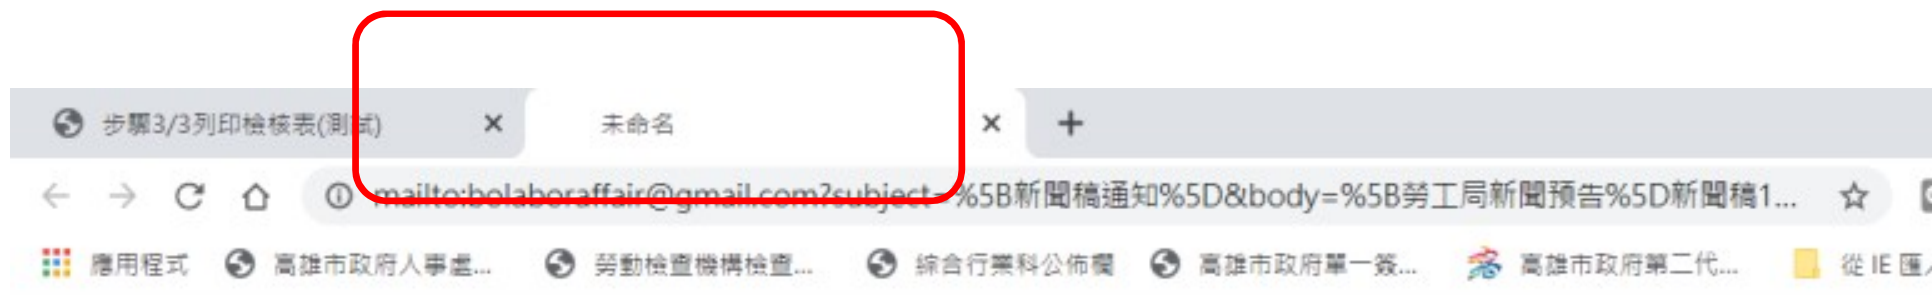 步驟3/3列印檢核表(測試) 未命名
mailto:bolaboraffair@gmail.com?subject=%5B新聞稿通知%5D&body=%5B勞工局新聞預告%5D新聞稿1...
應用程式 高雄市政府人事處... 勞動檢查機構檢查... 綜合行業科公佈欄 高雄市政府單一簽... 高雄市政府第二代... 從 IE 匯